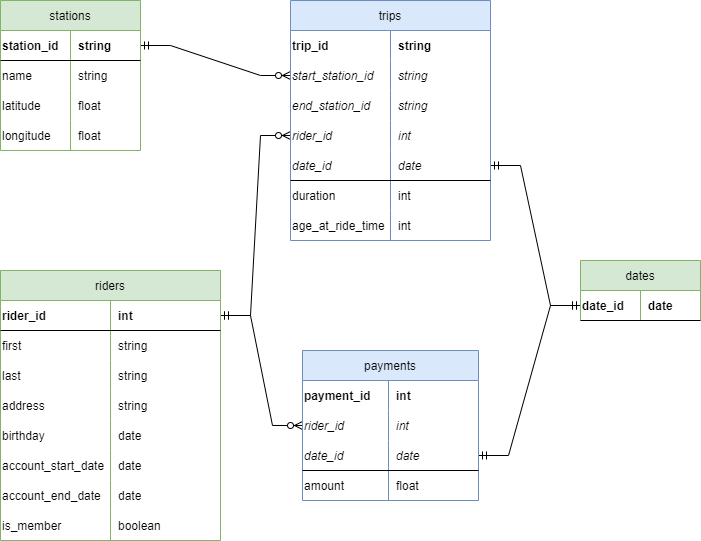 stations
station_id string
name string
latitude float
longitude float
trips
trip_id string
start_station_id string
end_station_id string
rider_id int
date_id date
duration int
age_at_ride_time int
riders
rider_id int
first string
last string
address string
birthday date
account_start_date date
account_end_date date
is_member boolean
payments
payment_id int
rider_id int
date_id date
amount float
dates
date_id date